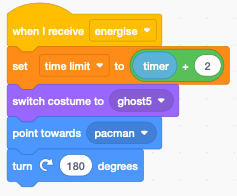 when I receive energise
set time limit to timer + 2
switch costume to ghost5
point towards pacman
turn 180 degrees